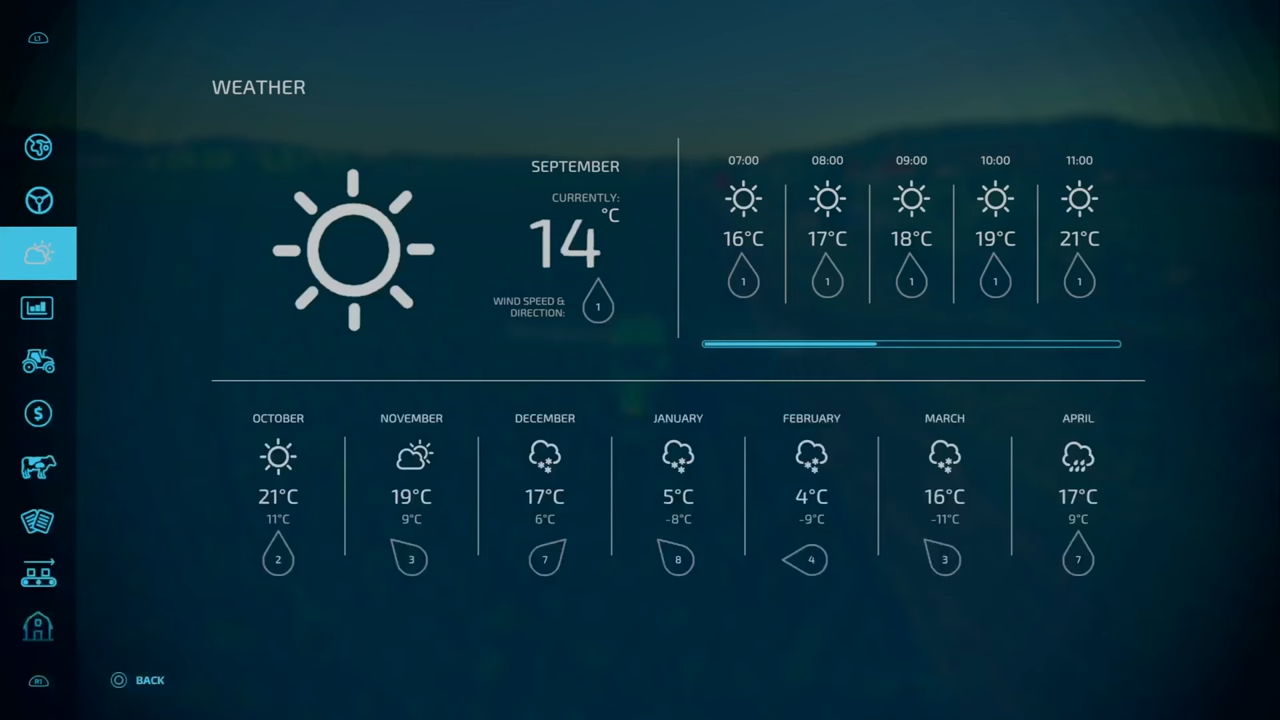 L1
WEATHER
SEPTEMBER
CURRENTLY:
14 °C
WIND SPEED &
DIRECTION:
1
07:00 08:00 09:00 10:00 11:00
16°C 17°C 18°C 19°C 21°C
1 1 1 1 1
OCTOBER NOVEMBER DECEMBER JANUARY FEBRUARY MARCH APRIL
21°C 19°C 17°C 5°C 4°C 16°C 17°C
11°C 9°C 6°C -8°C -9°C -11°C 9°C
2 3 7 8 4 3 7
R1
BACK